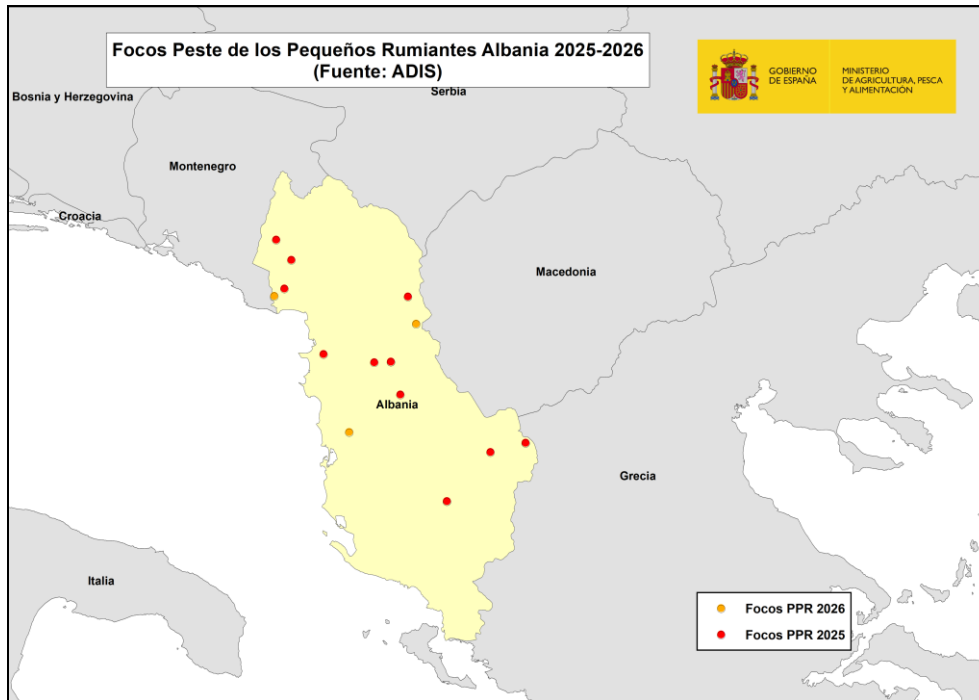 Focos Peste de los Pequeños Rumiantes Albania 2025-2026
(Fuente: ADIS)
GOBIERNO
DE ESPAÑA
MINISTERIO
DE AGRICULTURA, PESCA
Y ALIMENTACIÓN
Bosnia y Herzegovina
Serbia
Montenegro
Croacia
Macedonia
Albania
Grecia
Italia
Focos PPR 2026
Focos PPR 2025